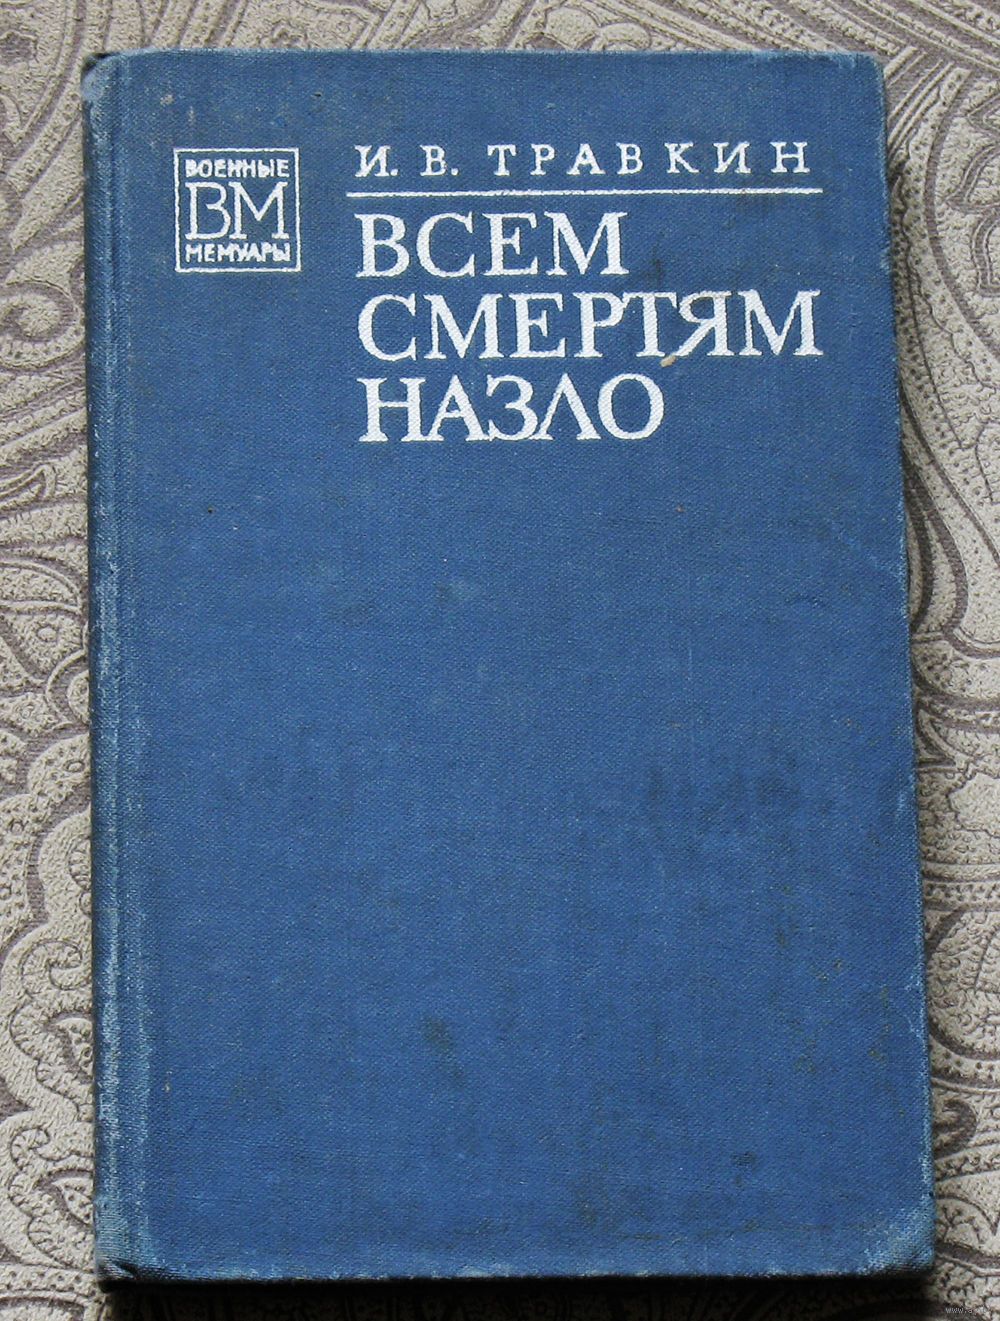 ВОЕННЫЕ
ВМ
МЕМУАРЫ
И. В. ТРАВКИН
ВСЕМ
СМЕРТЯМ
НАЗЛО